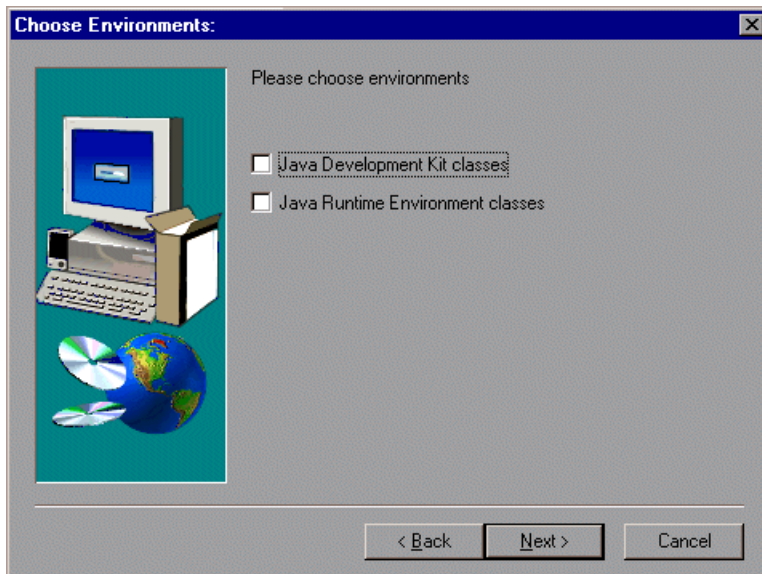 Choose Environments:
Please choose environments
Java Development Kit classes
Java Runtime Environment classes
< Back
Next >
Cancel